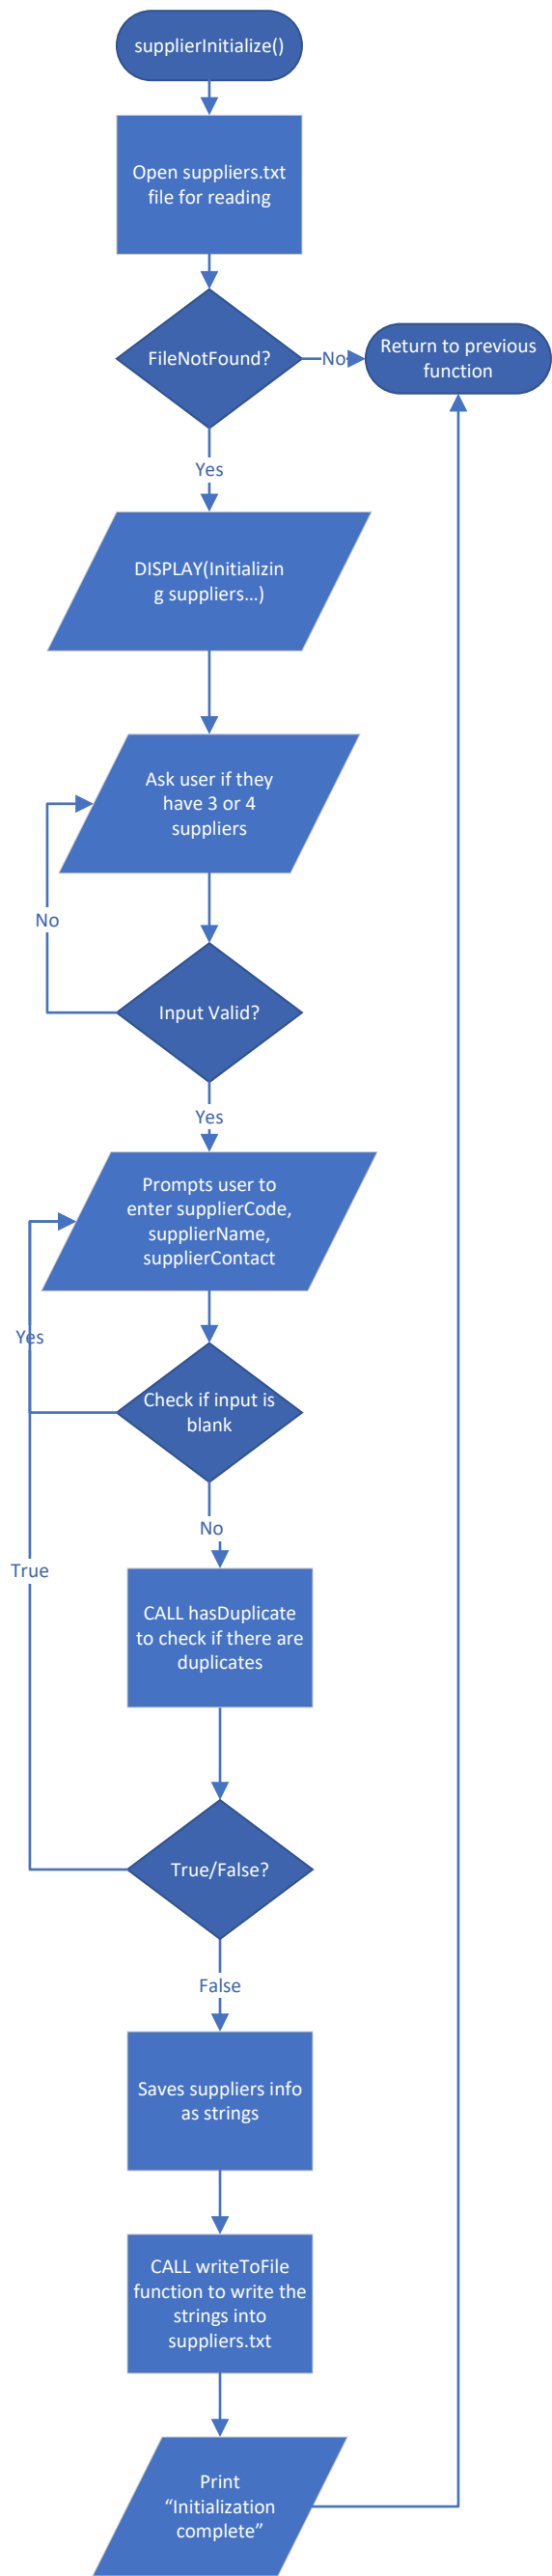 supplierInitialize()
Open suppliers.txt
file for reading
FileNotFound?
No
Return to previous
function
Yes
DISPLAY(Initializin
g suppliers…)
Ask user if they
have 3 or 4
suppliers
No
Input Valid?
Yes
Prompts user to
enter supplierCode,
supplierName,
supplierContact
Yes
Check if input is
blank
No
True
CALL hasDuplicate
to check if there are
duplicates
True/False?
False
Saves suppliers info
as strings
CALL writeToFile
function to write the
strings into
suppliers.txt
Print
“Initialization
complete”